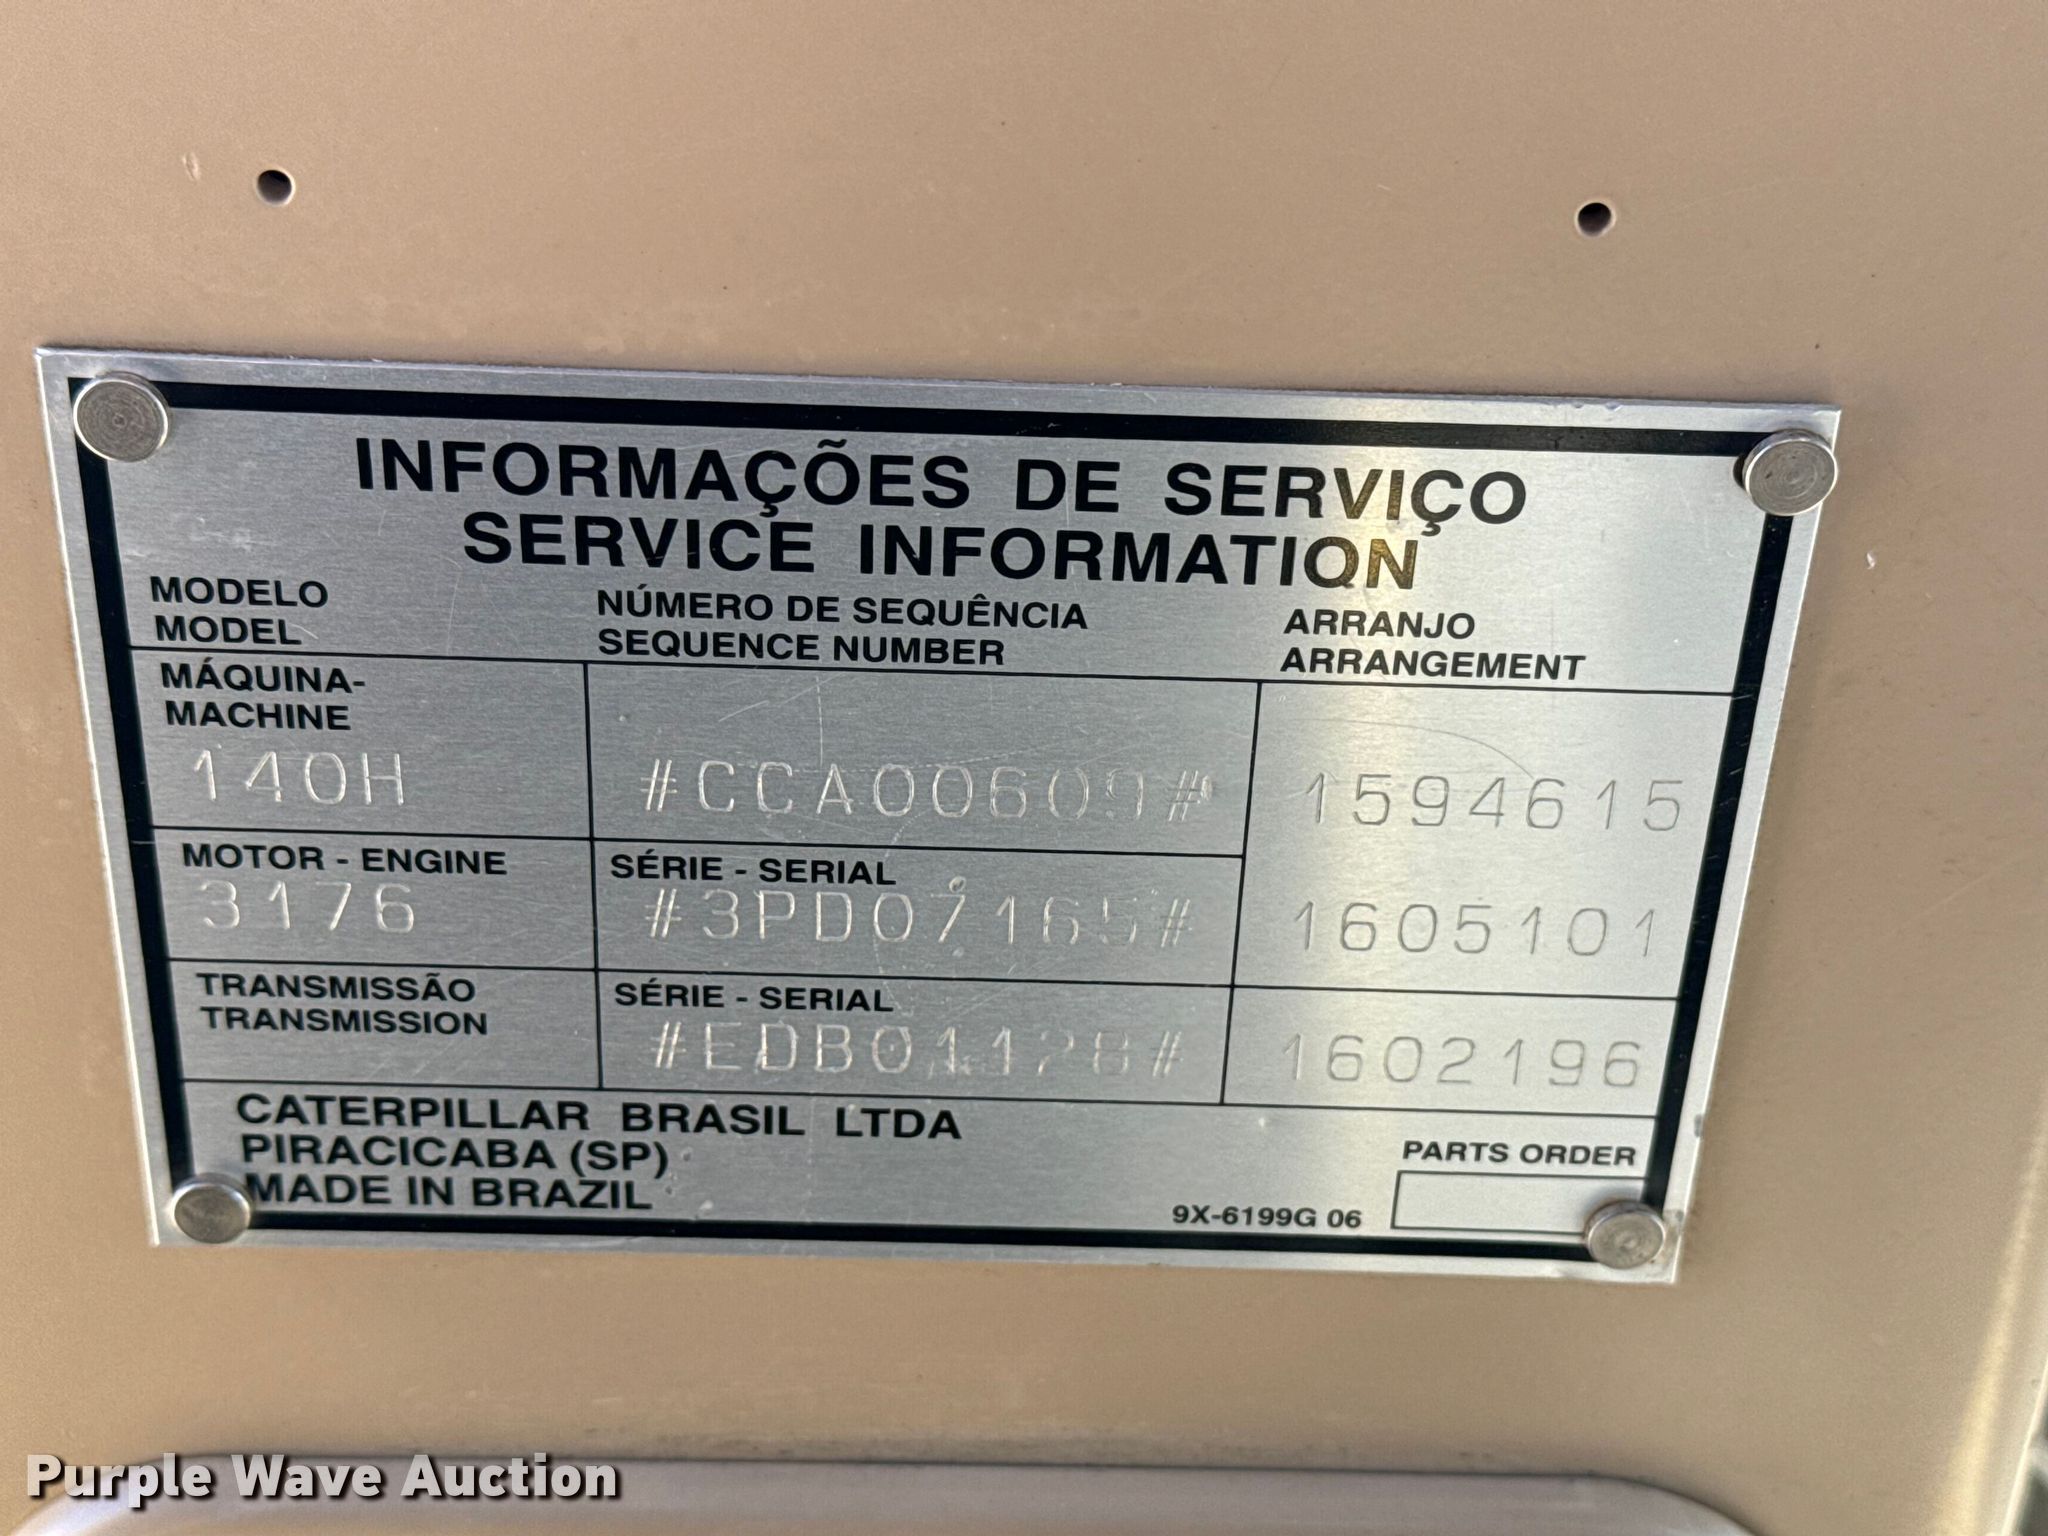 INFORMAÇÕES DE SERVIÇO
SERVICE INFORMATION
MODELO
MODEL
NÚMERO DE SEQUÊNCIA
SEQUENCE NUMBER
ARRANJO
ARRANGEMENT
MÁQUINA-
MACHINE
140H
#CCA00609#
1594615
MOTOR - ENGINE
3176
SÉRIE - SERIAL
#3PD07165#
1605101
TRANSMISSÃO
TRANSMISSION
SÉRIE - SERIAL
#EDB01128#
1602196
CATERPILLAR BRASIL LTDA
PIRACICABA (SP)
MADE IN BRAZIL
9X-6199G 06
PARTS ORDER
Purple Wave Auction